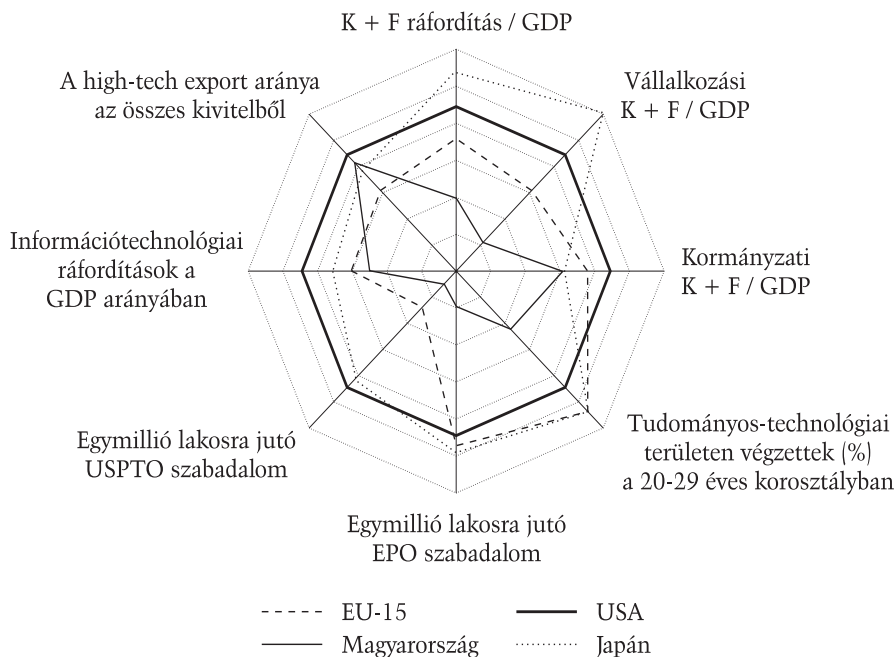 K + F ráfordítás / GDP
A high-tech export aránya
az összes kivitelből
Vállalkozási
K + F / GDP
Információtechnológiai
ráfordítások a
GDP arányában
Kormányzati
K + F / GDP
Egymillió lakosra jutó
USPTO szabadalom
Tudományos-technológiai
területen végzettek (%)
a 20-29 éves korosztályban
Egymillió lakosra jutó
EPO szabadalom
EU-15
USA
Magyarország
Japán